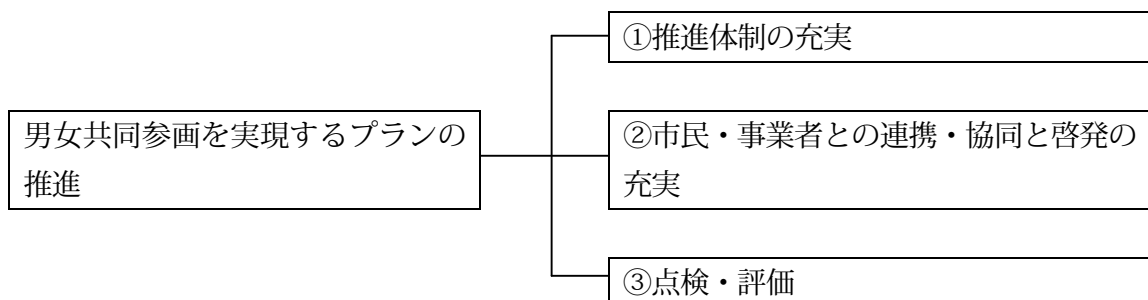 ①推進体制の充実
男女共同参画を実現するプランの
推進
②市民・事業者との連携・協同と啓発の
充実
③点検・評価